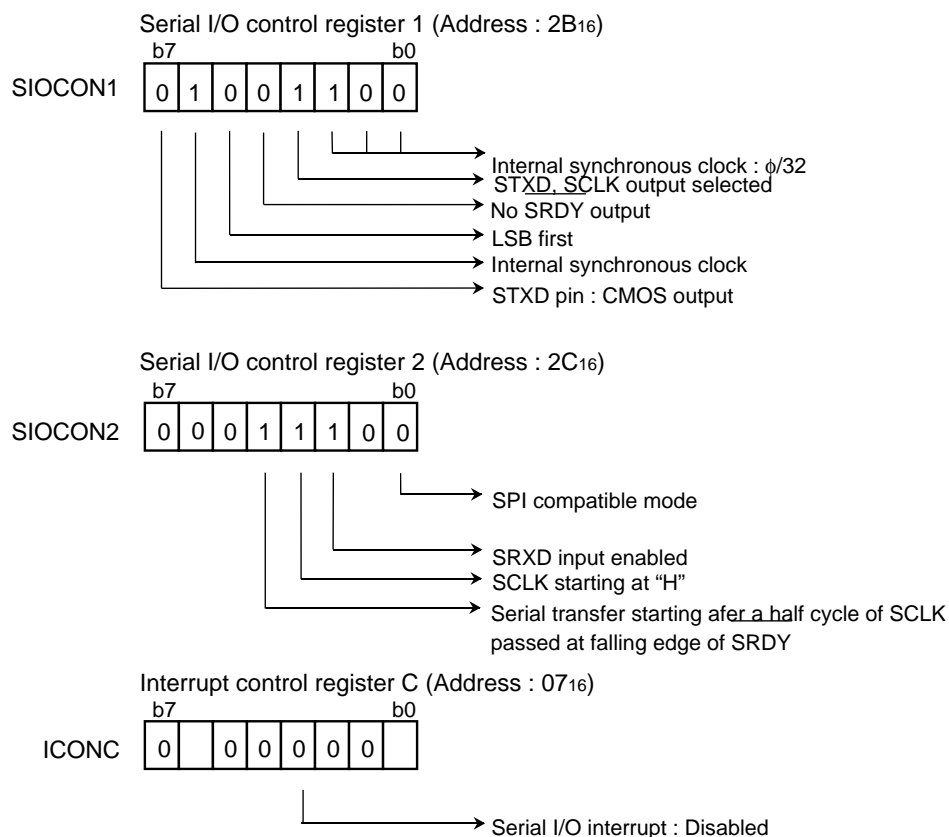 Serial I/O control register 1 (Address : 2B16)
b7 b0
SIOCON1 0 1 0 0 1 1 0 0
Internal synchronous clock : ϕ/32
STXD, SCLK output selected
No SRDY output
LSB first
Internal synchronous clock
STXD pin : CMOS output
Serial I/O control register 2 (Address : 2C16)
b7 b0
SIOCON2 0 0 0 1 1 1 0 0
SPI compatible mode
SRXD input enabled
SCLK starting at “H”
Serial transfer starting afer a half cycle of SCLK
passed at falling edge of SRDY
Interrupt control register C (Address : 0716)
b7 b0
ICONC 0 0 0 0 0 0
Serial I/O interrupt : Disabled